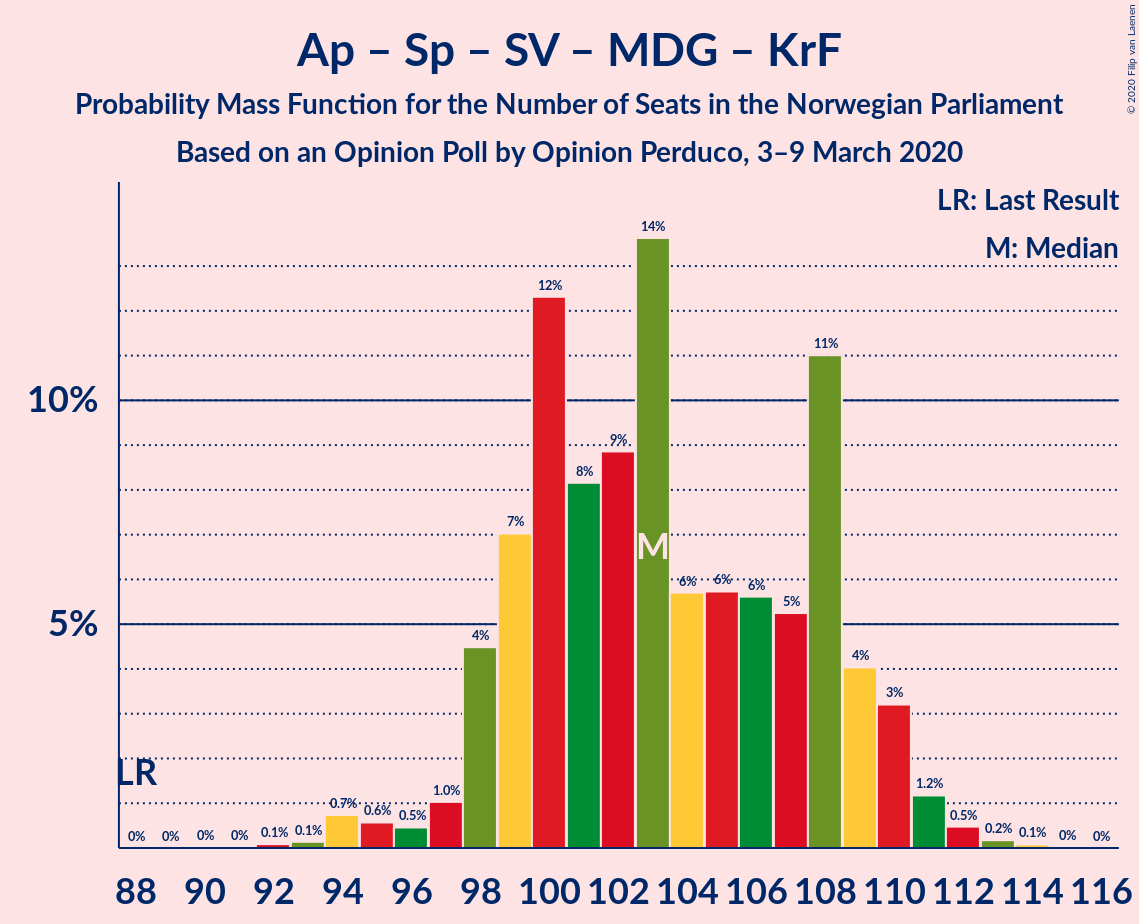 Ap – Sp – SV – MDG – KrF
Probability Mass Function for the Number of Seats in the Norwegian Parliament
Based on an Opinion Poll by Opinion Perduco, 3–9 March 2020
© 2020 Filip van Laenen
LR: Last Result
M: Median
10%
5%
LR
M
0% 0% 0% 0% 0.1% 0.1% 0.7% 0.6% 0.5% 1.0% 4% 7% 12% 8% 9% 14% 6% 6% 6% 5% 11% 4% 3% 1.2% 0.5% 0.2% 0.1% 0% 0%
88 90 92 94 96 98 100 102 104 106 108 110 112 114 116